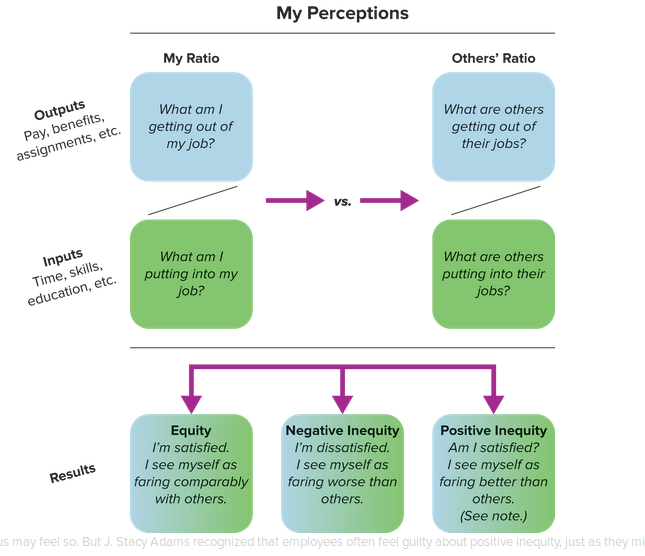 My Perceptions
My Ratio
Others’ Ratio
Outputs
Pay, benefits,
assignments, etc.
What am I
getting out of
my job?
What are others
getting out of
their jobs?
vs.
Inputs
Time, skills,
education, etc.
What am I
putting into my
job?
What are others
putting into their
jobs?
Results
Equity
I’m satisfied.
I see myself as
faring comparably
with others.
Negative Inequity
I’m dissatisfied.
I see myself as
faring worse than
others.
Positive Inequity
Am I satisfied?
I see myself as
faring better than
others.
(See note.)
us may feel so. But J. Stacy Adams recognized that employees often feel guilty about positive inequity, just as they mi